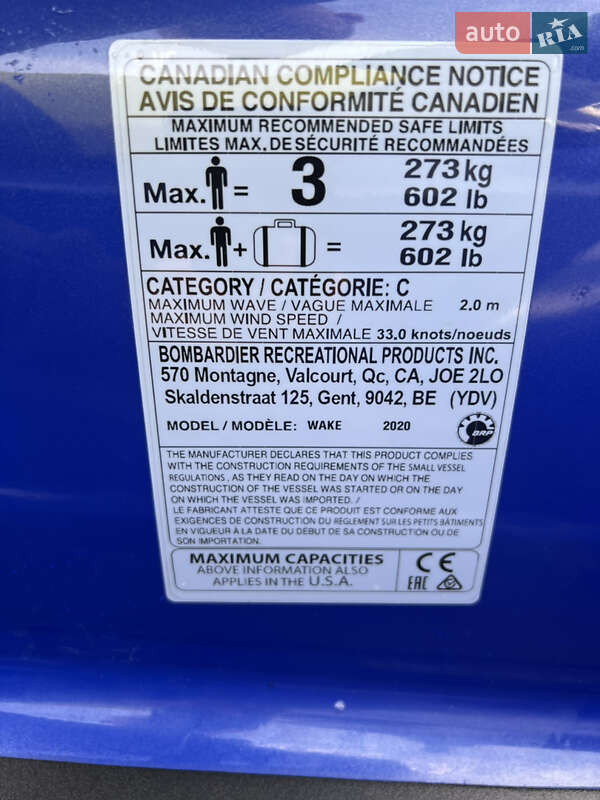 auto RIA.com
CANADIAN COMPLIANCE NOTICE
AVIS DE CONFORMITÉ CANADIEN
MAXIMUM RECOMMENDED SAFE LIMITS
LIMITES MAX. DE SÉCURITÉ RECOMMANDÉES
Max. = 3 273 kg
602 lb
Max. + = 273 kg
602 lb
CATEGORY / CATÉGORIE: C
MAXIMUM WAVE / VAGUE MAXIMALE 2.0 m
MAXIMUM WIND SPEED /
VITESSE DE VENT MAXIMALE 33.0 knots/noeuds
BOMBARDIER RECREATIONAL PRODUCTS INC.
570 Montagne, Valcourt, Qc, CA, JOE 2LO
Skaldenstraat 125, Gent, 9042, BE (YDV)
MODEL / MODÈLE: WAKE 2020 BRP
THE MANUFACTURER DECLARES THAT THIS PRODUCT COMPLIES
WITH THE CONSTRUCTION REQUIREMENTS OF THE SMALL VESSEL
REGULATIONS , AS THEY READ ON THE DAY ON WHICH THE
CONSTRUCTION OF THE VESSEL WAS STARTED OR ON THE DAY
ON WHICH THE VESSEL WAS IMPORTED. /
LE FABRICANT ATTESTE QUE CE PRODUIT EST CONFORME AUX
EXIGENCES DE CONSTRUCTION DU RÈGLEMENT SUR LES PETITS BÂTIMENTS
EN VIGUEUR À LA DATE DU DÉBUT DE SA CONSTRUCTION OU DE
SON IMPORTATION.
MAXIMUM CAPACITIES
ABOVE INFORMATION ALSO
APPLIES IN THE U.S.A.
CE
EAC